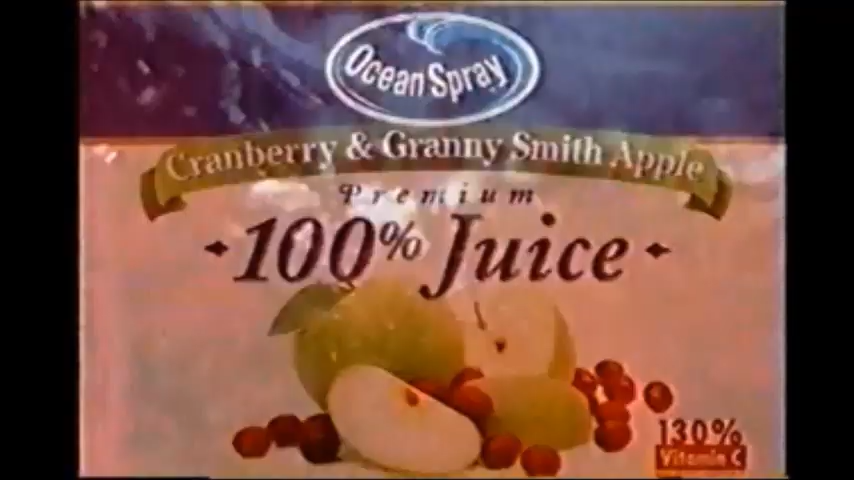 Ocean Spray
Cranberry & Granny Smith Apple
Premium
100% Juice
130%
Vitamin C